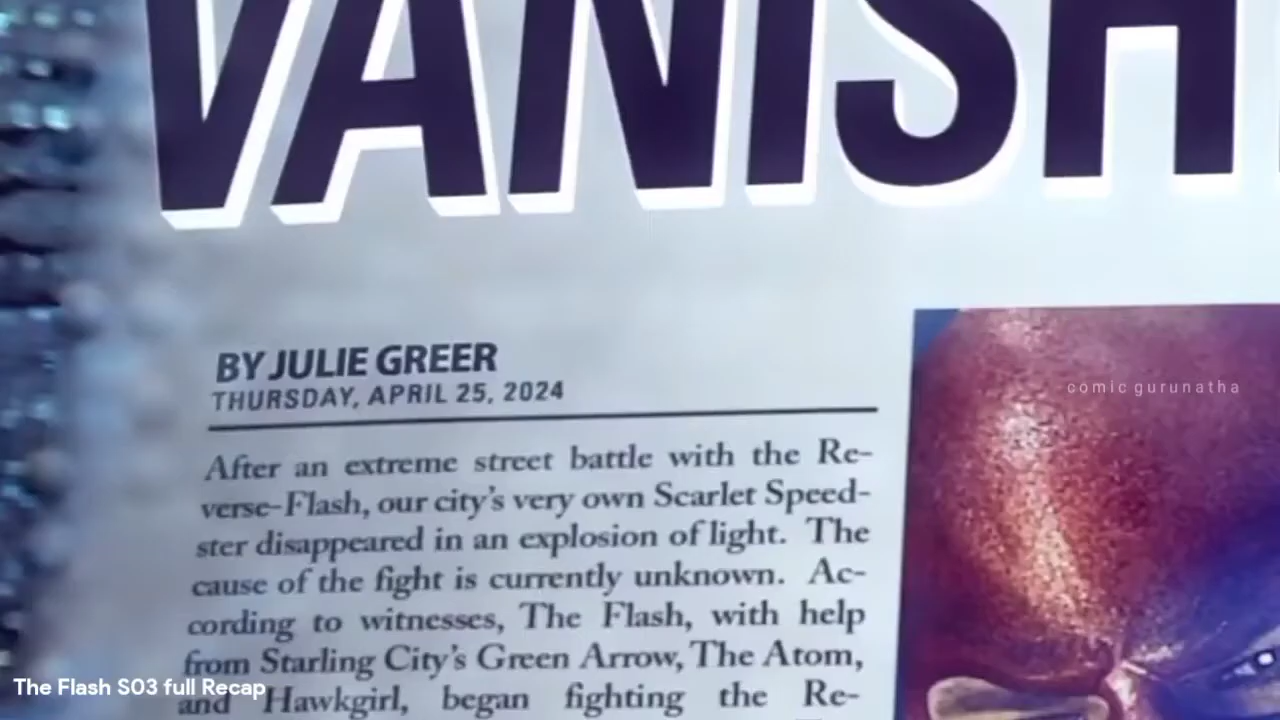 VANISH
BY JULIE GREER
THURSDAY, APRIL 25, 2024
After an extreme street battle with the Re-
verse-Flash, our city's very own Scarlet Speed-
ster disappeared in an explosion of light. The
cause of the fight is currently unknown. Ac-
cording to witnesses, The Flash, with help
from Starling City's Green Arrow, The Atom,
and Hawkgirl, began fighting the Re-
comic gurunatha
The Flash S03 full Recap